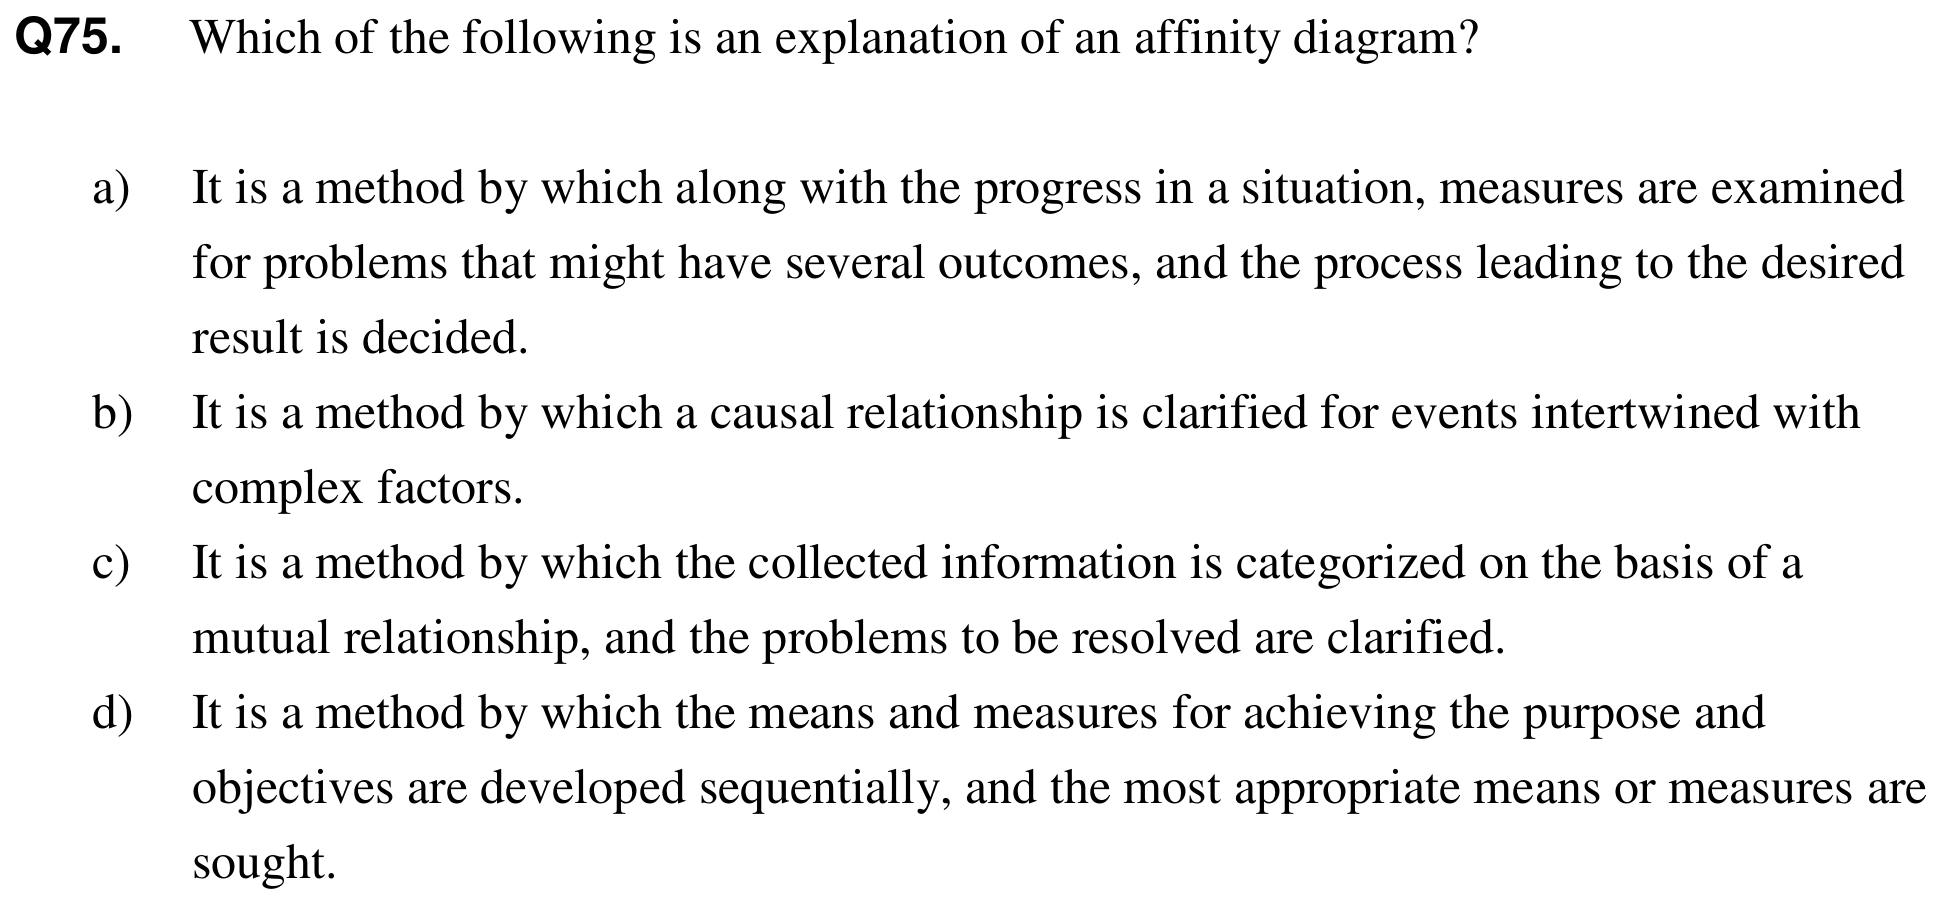 Q75. Which of the following is an explanation of an affinity diagram?
a) It is a method by which along with the progress in a situation, measures are examined
for problems that might have several outcomes, and the process leading to the desired
result is decided.
b) It is a method by which a causal relationship is clarified for events intertwined with
complex factors.
c) It is a method by which the collected information is categorized on the basis of a
mutual relationship, and the problems to be resolved are clarified.
d) It is a method by which the means and measures for achieving the purpose and
objectives are developed sequentially, and the most appropriate means or measures are
sought.